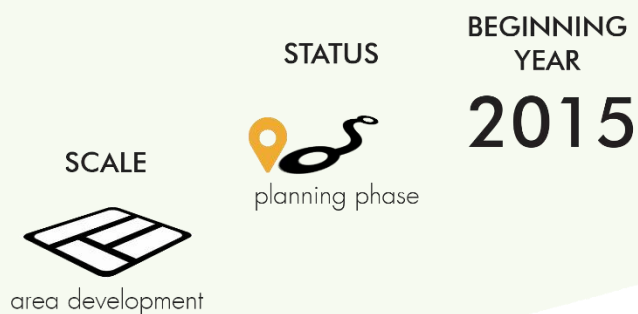 BEGINNING
YEAR
2015
STATUS
planning phase
SCALE
area development